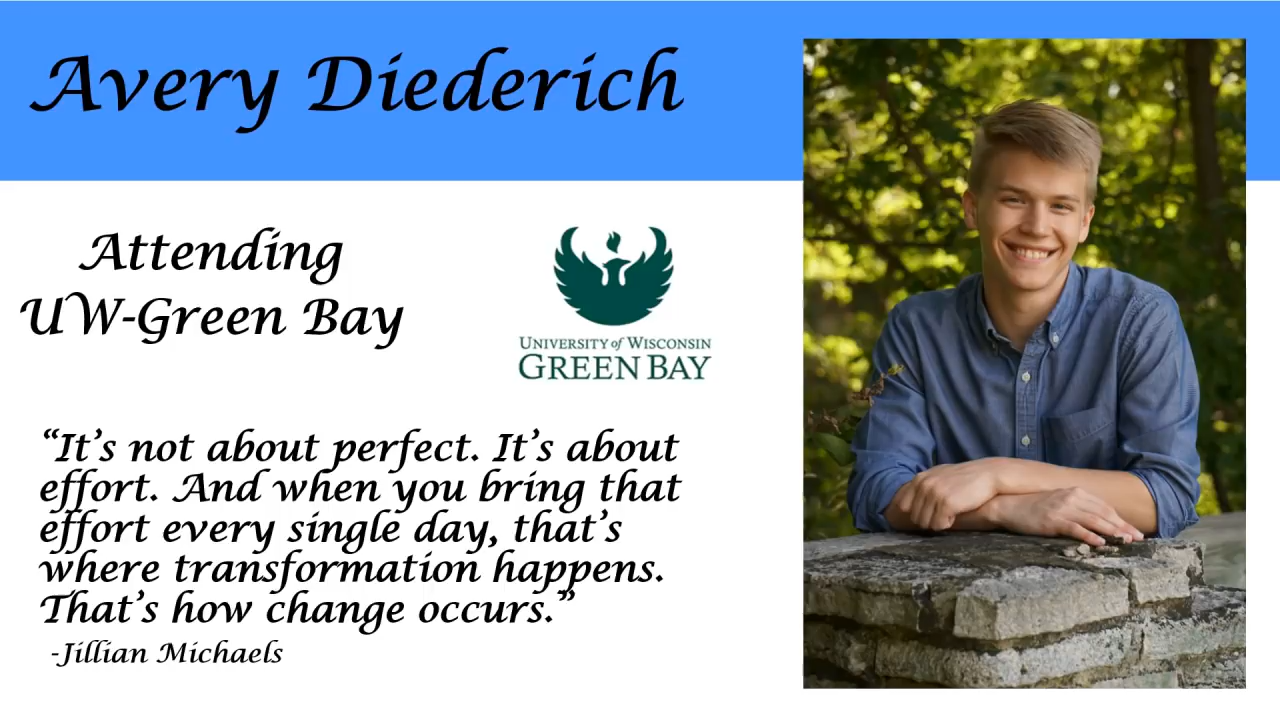 Avery Diederich
Attending
UW-Green Bay
UNIVERSITY of WISCONSIN
GREEN BAY
“It’s not about perfect. It’s about
effort. And when you bring that
effort every single day, that’s
where transformation happens.
That’s how change occurs.”
-Jillian Michaels